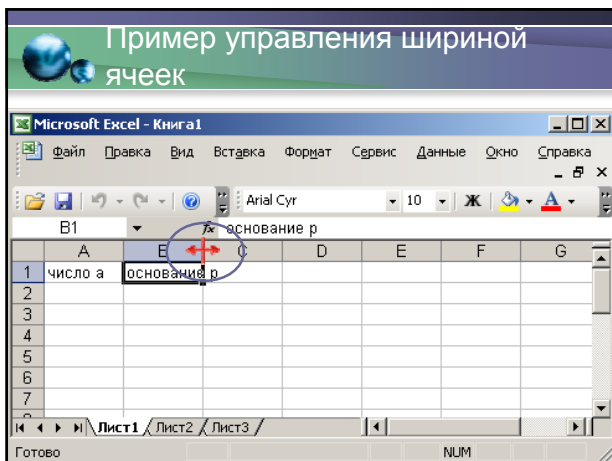 Пример управления шириной
ячеек
Microsoft Excel - Книга1
Файл Правка Вид Вставка Формат Сервис Данные Окно Справка
Arial Cyr 10 Ж А
B1 fx основание p
A B C D E F G
1 число a основание p
2
3
4
5
6
7
Лист1 Лист2 Лист3
Готово NUM